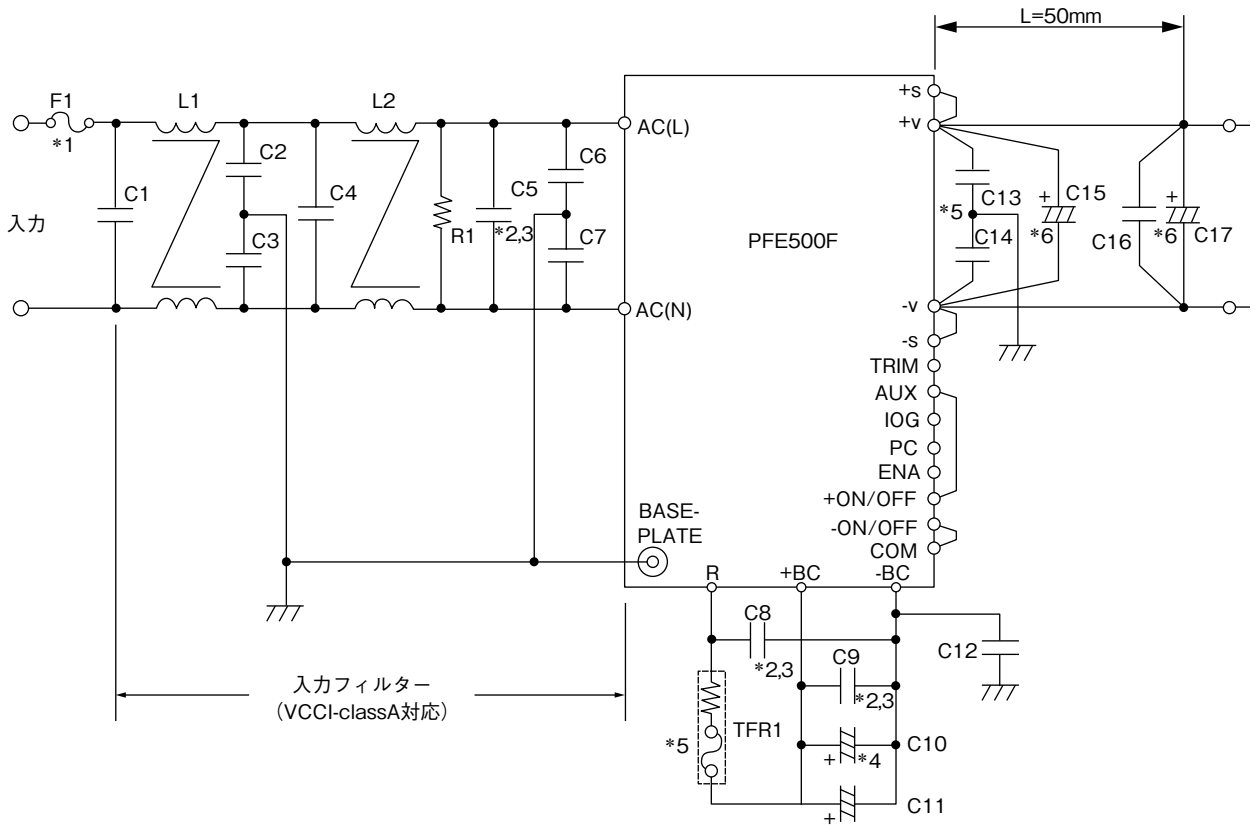 L=50mm
F1
*1
L1
L2
C1
C2
C3
C4
R1
C5
*2,3
C6
C7
入力
AC(L)
AC(N)
PFE500F
+s
+v
-v
-s
TRIM
AUX
IOG
PC
ENA
+ON/OFF
-ON/OFF
COM
C13
*5
C14
+
C15
*6
C16
+
*6
C17
BASE-
PLATE
R
+BC
-BC
C8
*2,3
C9
*2,3
C12
TFR1
*5
+
*4
C10
+
C11
入力フィルター
(VCCI-classA対応)